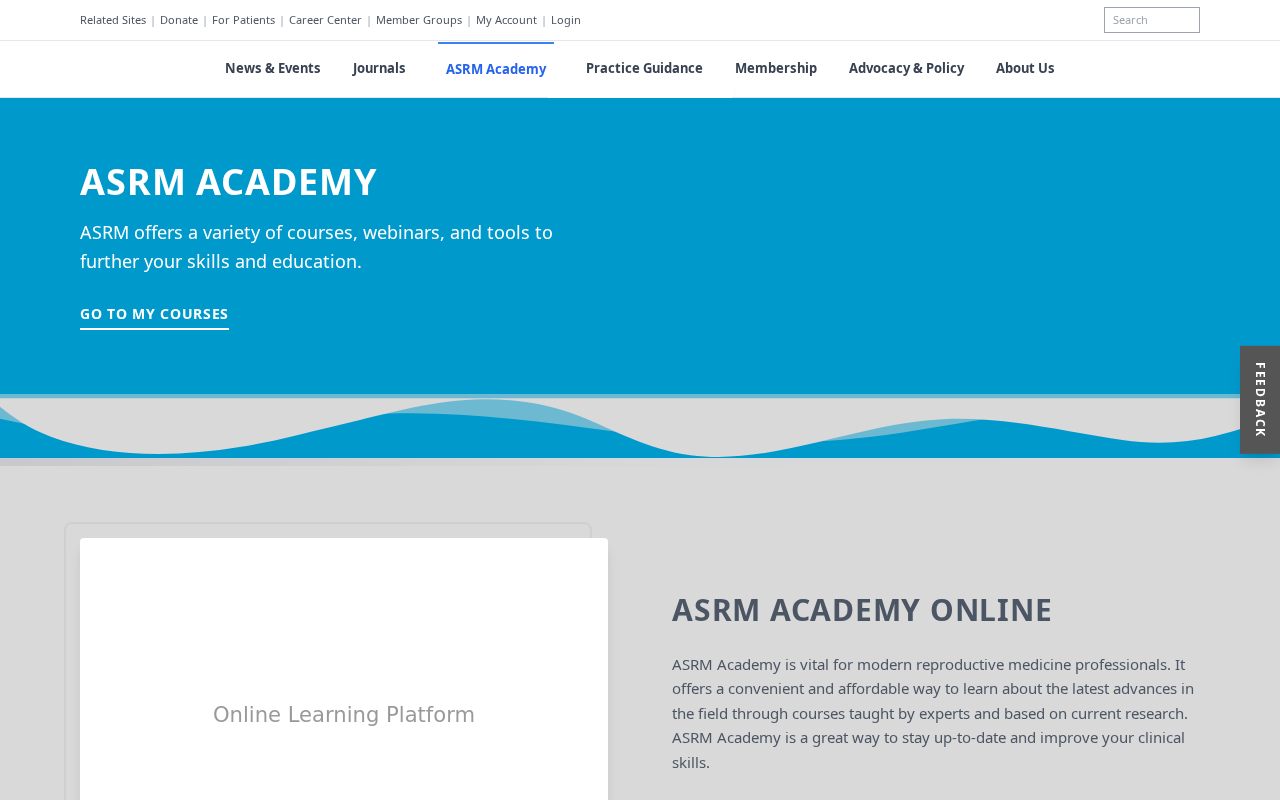 Related Sites | Donate | For Patients | Career Center | Member Groups | My Account | Login
Search
News & Events Journals ASRM Academy Practice Guidance Membership Advocacy & Policy About Us
ASRM ACADEMY
ASRM offers a variety of courses, webinars, and tools to
further your skills and education.
GO TO MY COURSES
FEEDBACK
Online Learning Platform
ASRM ACADEMY ONLINE
ASRM Academy is vital for modern reproductive medicine professionals. It
offers a convenient and affordable way to learn about the latest advances in
the field through courses taught by experts and based on current research.
ASRM Academy is a great way to stay up-to-date and improve your clinical
skills.